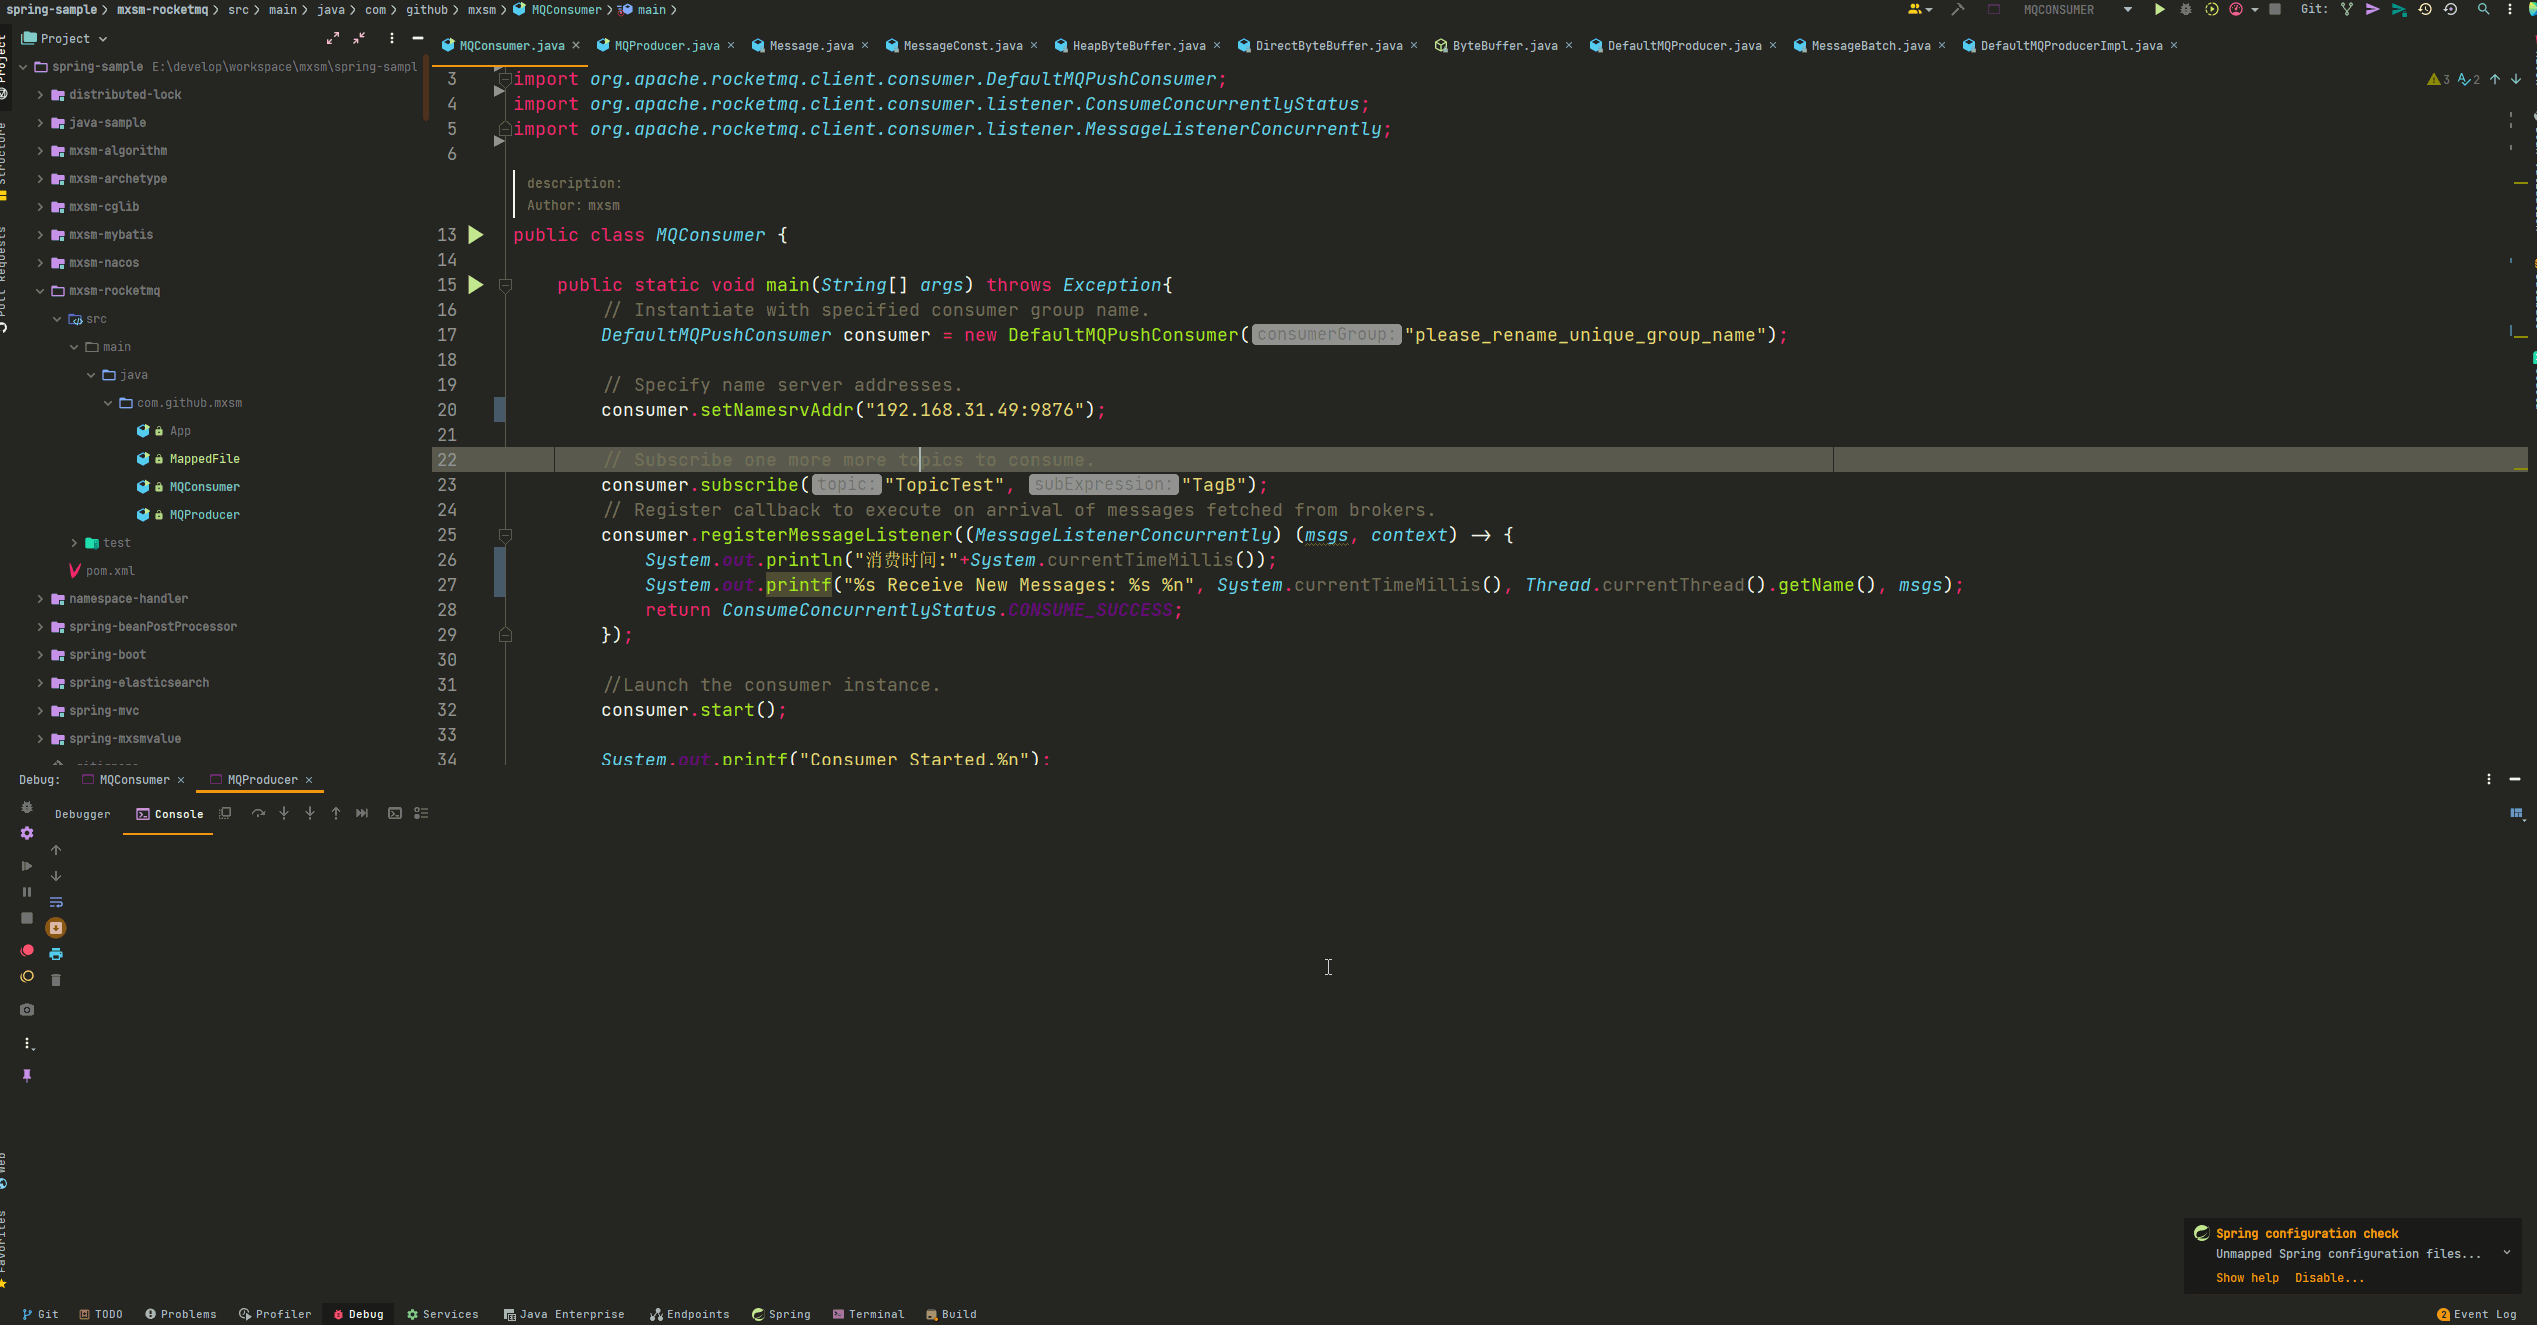 spring-sample mxsm-rocketmq src main java com github mxsm MQConsumer main
MQCONSUMER
Git:
Project
MQConsumer.java MQProducer.java Message.java MessageConst.java HeapByteBuffer.java DirectByteBuffer.java ByteBuffer.java DefaultMQProducer.java MessageBatch.java DefaultMQProducerImpl.java
Project
Structure
Pull Requests
Web
Favorites
spring-sample E:\develop\workspace\mxsm\spring-sampl
distributed-lock
java-sample
mxsm-algorithm
mxsm-archetype
mxsm-cglib
mxsm-mybatis
mxsm-nacos
mxsm-rocketmq
src
main
java
com.github.mxsm
App
MappedFile
MQConsumer
MQProducer
test
pom.xml
namespace-handler
spring-beanPostProcessor
spring-boot
spring-elasticsearch
spring-mvc
spring-mxsmvalue
3 2
3 import org.apache.rocketmq.client.consumer.DefaultMQPushConsumer;
4 import org.apache.rocketmq.client.consumer.listener.ConsumeConcurrentlyStatus;
5 import org.apache.rocketmq.client.consumer.listener.MessageListenerConcurrently;
6
description:
Author: mxsm
13 public class MQConsumer {
14
15 public static void main(String[] args) throws Exception{
16 // Instantiate with specified consumer group name.
17 DefaultMQPushConsumer consumer = new DefaultMQPushConsumer( consumerGroup: "please_rename_unique_group_name");
18
19 // Specify name server addresses.
20 consumer.setNamesrvAddr("192.168.31.49:9876");
21
22 // Subscribe one more more topics to consume.
23 consumer.subscribe( topic: "TopicTest", subExpression: "TagB");
24 // Register callback to execute on arrival of messages fetched from brokers.
25 consumer.registerMessageListener((MessageListenerConcurrently) (msgs, context) -> {
26 System.out.println("消费时间:"+System.currentTimeMillis());
27 System.out.printf("%s Receive New Messages: %s %n", System.currentTimeMillis(), Thread.currentThread().getName(), msgs);
28 return ConsumeConcurrentlyStatus.CONSUME_SUCCESS;
29 });
30
31 //Launch the consumer instance.
32 consumer.start();
33
34 System.out.printf("Consumer Started.%n");
Debug: MQConsumer MQProducer
Debugger Console
Spring configuration check
Unmapped Spring configuration files...
Show help Disable...
Git TODO Problems Profiler Debug Services Java Enterprise Endpoints Spring Terminal Build
2 Event Log